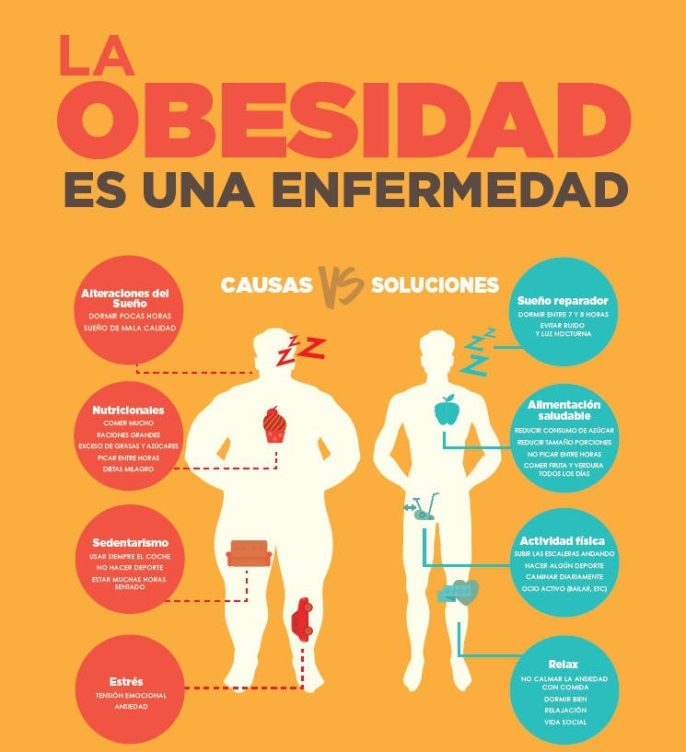 LA
OBESIDAD
ES UNA ENFERMEDAD
CAUSAS VS SOLUCIONES
Alteraciones del
Sueño
DORMIR POCAS HORAS
SUEÑO DE MALA CALIDAD
Nutricionales
COMER MUCHO
RACIONES GRANDES
EXCESO DE GRASAS Y AZÚCARES
PICAR ENTRE HORAS
DIETAS MILAGRO
Sedentarismo
USAR SIEMPRE EL COCHE
NO HACER DEPORTE
ESTAR MUCHAS HORAS
SENTADO
Estrés
TENSIÓN EMOCIONAL
ANSIEDAD
Z Z Z
Z Z Z
Sueño reparador
DORMIR ENTRE 7 Y 8 HORAS
EVITAR RUIDO
Y LUZ NOCTURNA
Alimentación
saludable
REDUCIR CONSUMO DE AZÚCAR
REDUCIR TAMAÑO PORCIONES
NO PICAR ENTRE HORAS
COMER FRUTA Y VERDURA
TODOS LOS DÍAS
Actividad física
SUBIR LAS ESCALERAS ANDANDO
HACER ALGÚN DEPORTE
CAMINAR DIARIAMENTE
OCIO ACTIVO (BAILAR, ETC)
Relax
NO CALMAR LA ANSIEDAD
CON COMIDA
DORMIR BIEN
RELAJACIÓN
VIDA SOCIAL